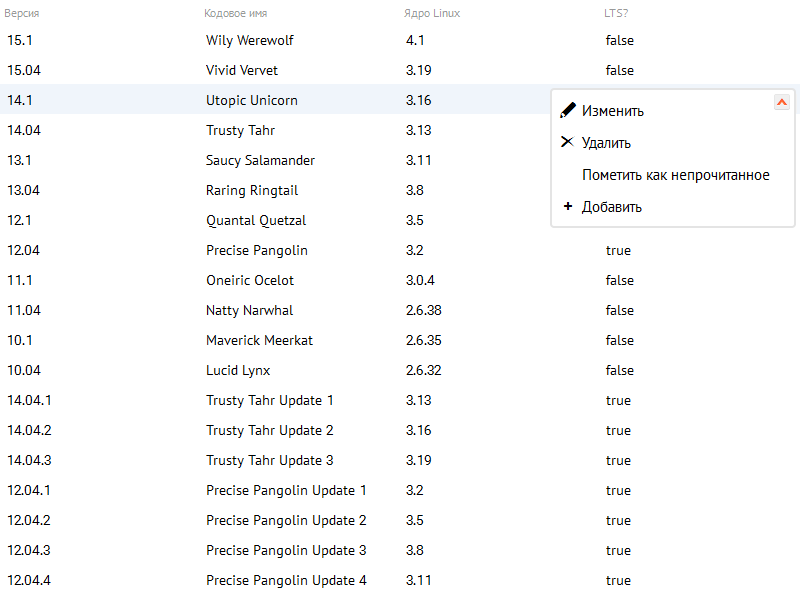 Версия Кодовое имя Ядро Linux LTS?
15.1 Wily Werewolf 4.1 false
15.04 Vivid Vervet 3.19 false
14.1 Utopic Unicorn 3.16
Изменить
14.04 Trusty Tahr 3.13
Удалить
13.1 Saucy Salamander 3.11
Пометить как непрочитанное
13.04 Raring Ringtail 3.8
Добавить
12.1 Quantal Quetzal 3.5
12.04 Precise Pangolin 3.2 true
11.1 Oneiric Ocelot 3.0.4 false
11.04 Natty Narwhal 2.6.38 false
10.1 Maverick Meerkat 2.6.35 false
10.04 Lucid Lynx 2.6.32 false
14.04.1 Trusty Tahr Update 1 3.13 true
14.04.2 Trusty Tahr Update 2 3.16 true
14.04.3 Trusty Tahr Update 3 3.19 true
12.04.1 Precise Pangolin Update 1 3.2 true
12.04.2 Precise Pangolin Update 2 3.5 true
12.04.3 Precise Pangolin Update 3 3.8 true
12.04.4 Precise Pangolin Update 4 3.11 true